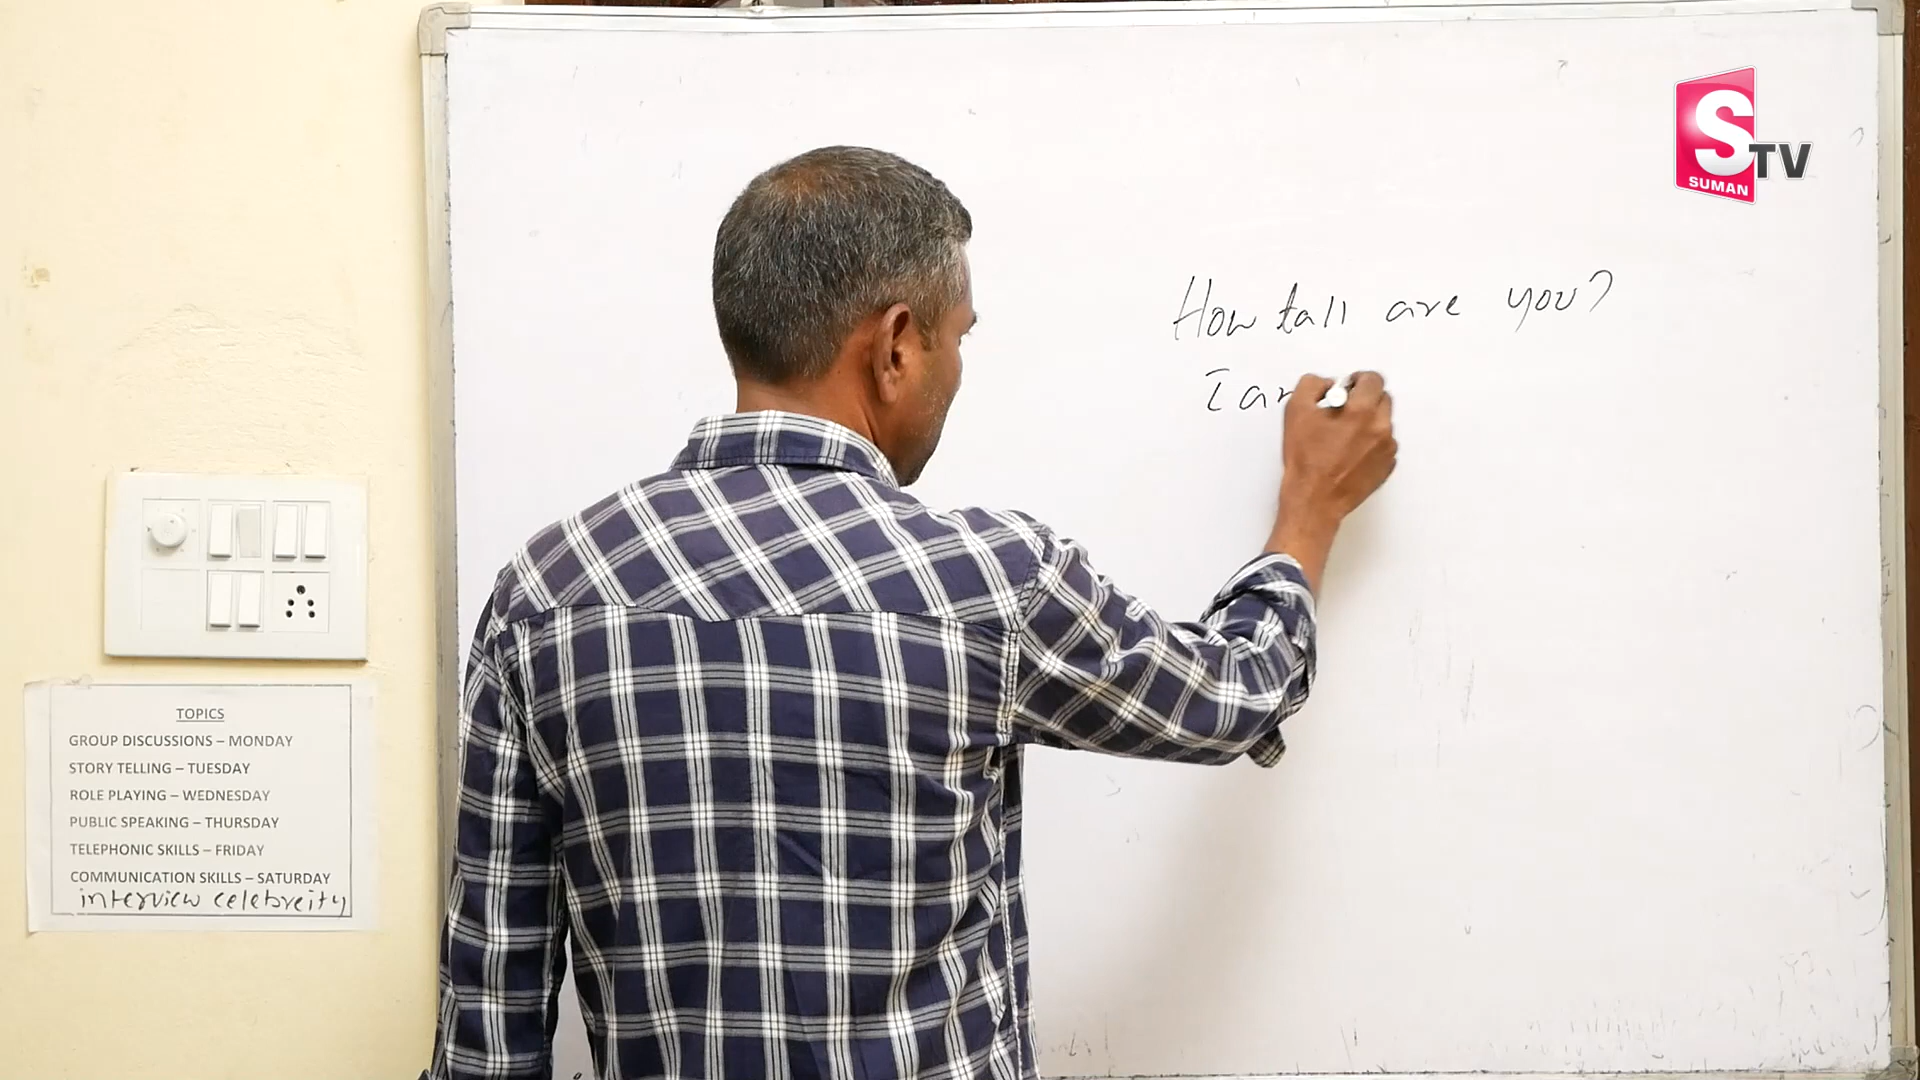 S TV
SUMAN
How tall are you?
I am
TOPICS
GROUP DISCUSSIONS – MONDAY
STORY TELLING – TUESDAY
ROLE PLAYING – WEDNESDAY
PUBLIC SPEAKING – THURSDAY
TELEPHONIC SKILLS – FRIDAY
COMMUNICATION SKILLS – SATURDAY
interview celebreity